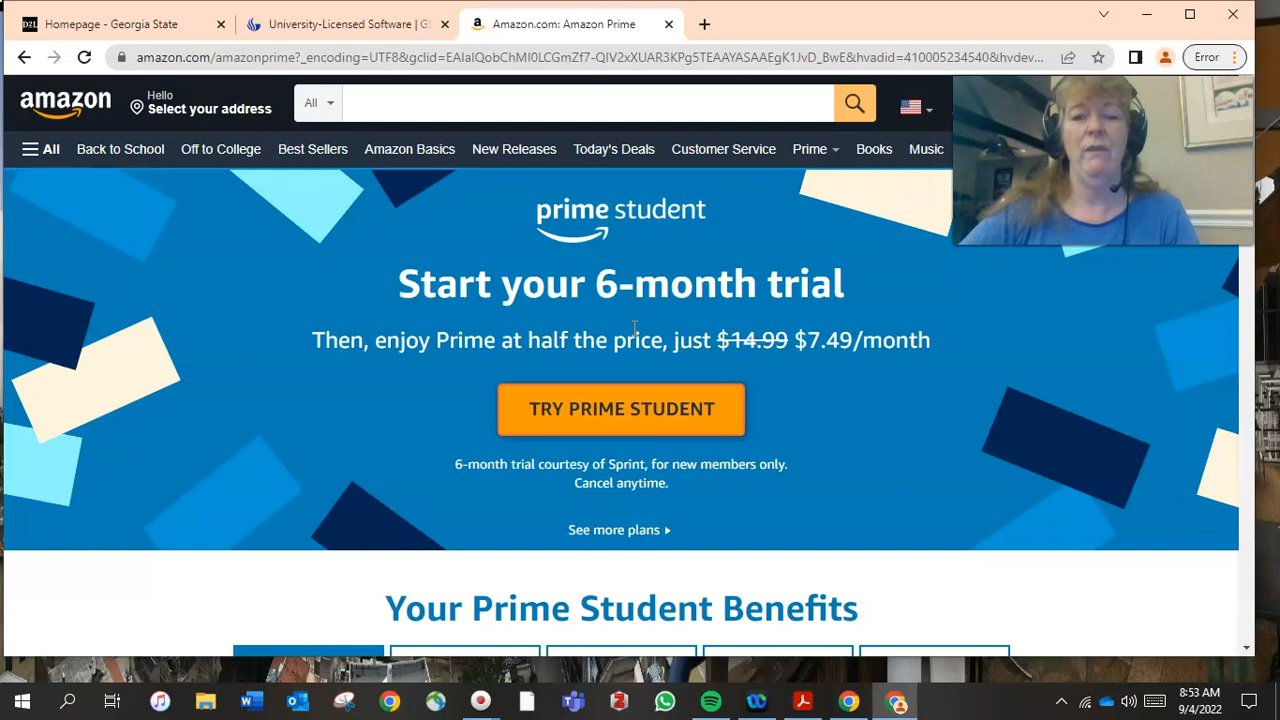 D2L Homepage - Georgia State
University-Licensed Software | GS
Amazon.com: Amazon Prime
amazon.com/amazonprime?_encoding=UTF8&gclid=EAIaIQobChMI0LCGmZf7-QIV2xXUAR3KPg5TEAAYASAAEgK1JvD_BwE&hvadid=410005234540&hvdev...
Error
amazon
Hello
Select your address
All
All
Back to School
Off to College
Best Sellers
Amazon Basics
New Releases
Today's Deals
Customer Service
Prime
Books
Music
prime student
Start your 6-month trial
Then, enjoy Prime at half the price, just $14.99 $7.49/month
TRY PRIME STUDENT
6-month trial courtesy of Sprint, for new members only.
Cancel anytime.
See more plans
Your Prime Student Benefits
8:53 AM
9/4/2022